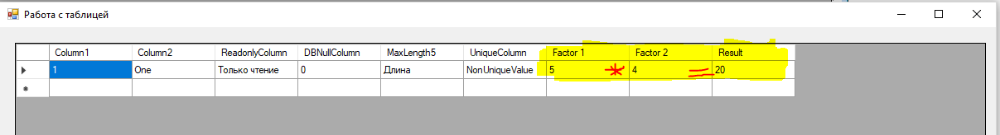 Работа с таблицей
Column1 Column2 ReadonlyColumn DBNullColumn MaxLength5 UniqueColumn Factor 1 Factor 2 Result
1 One Только чтение 0 Длина NonUniqueValue 5 * 4 = 20
*